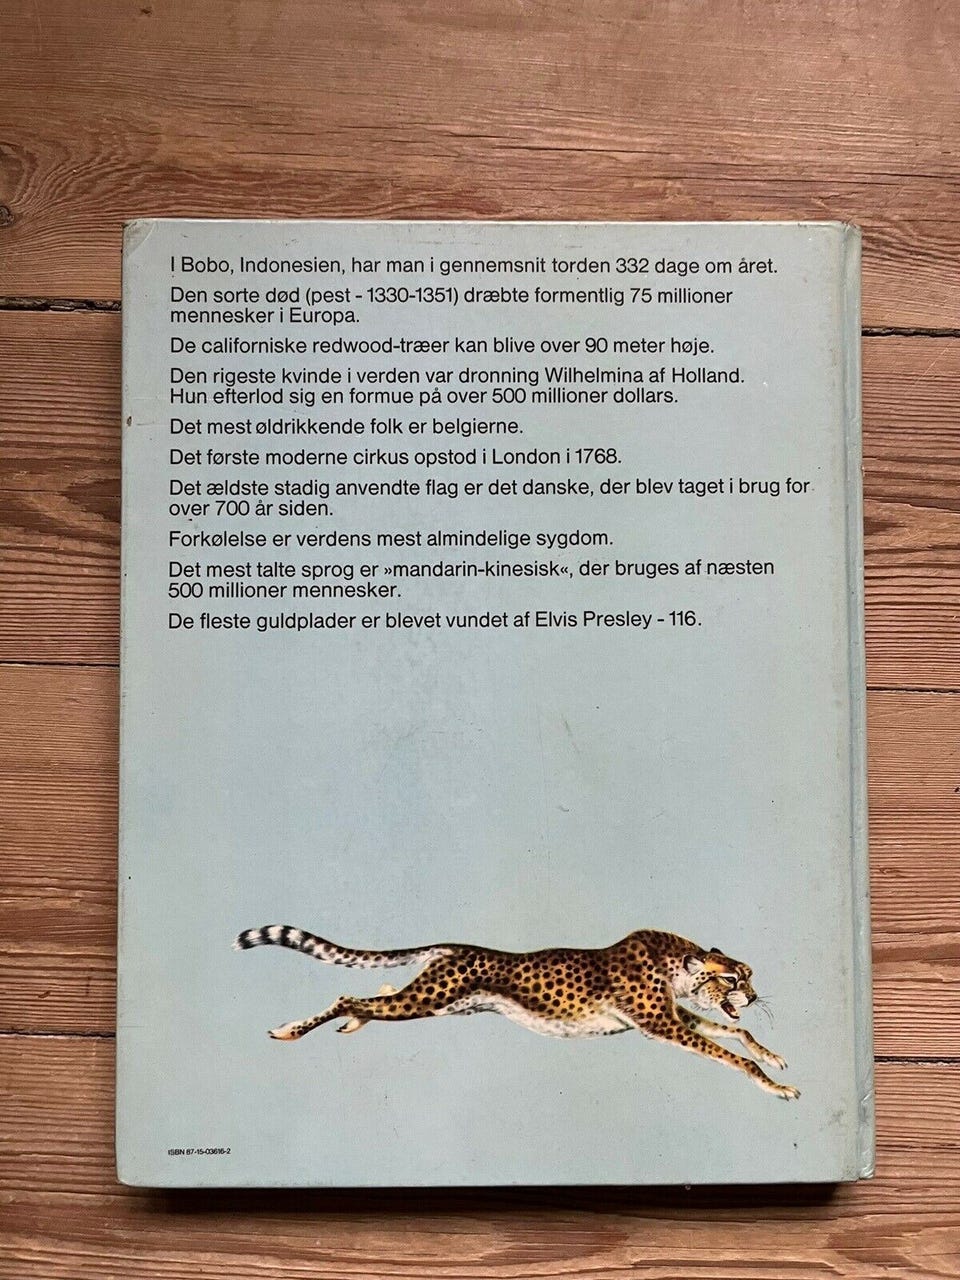 I Bobo, Indonesien, har man i gennemsnit torden 332 dage om året.
Den sorte død (pest - 1330-1351) dræbte formentlig 75 millioner
mennesker i Europa.
De californiske redwood-træer kan blive over 90 meter høje.
Den rigeste kvinde i verden var dronning Wilhelmina af Holland.
Hun efterlod sig en formue på over 500 millioner dollars.
Det mest øldrikkende folk er belgierne.
Det første moderne cirkus opstod i London i 1768.
Det ældste stadig anvendte flag er det danske, der blev taget i brug for
over 700 år siden.
Forkølelse er verdens mest almindelige sygdom.
Det mest talte sprog er »mandarin-kinesisk«, der bruges af næsten
500 millioner mennesker.
De fleste guldplader er blevet vundet af Elvis Presley - 116.
ISBN 87-15-03616-2